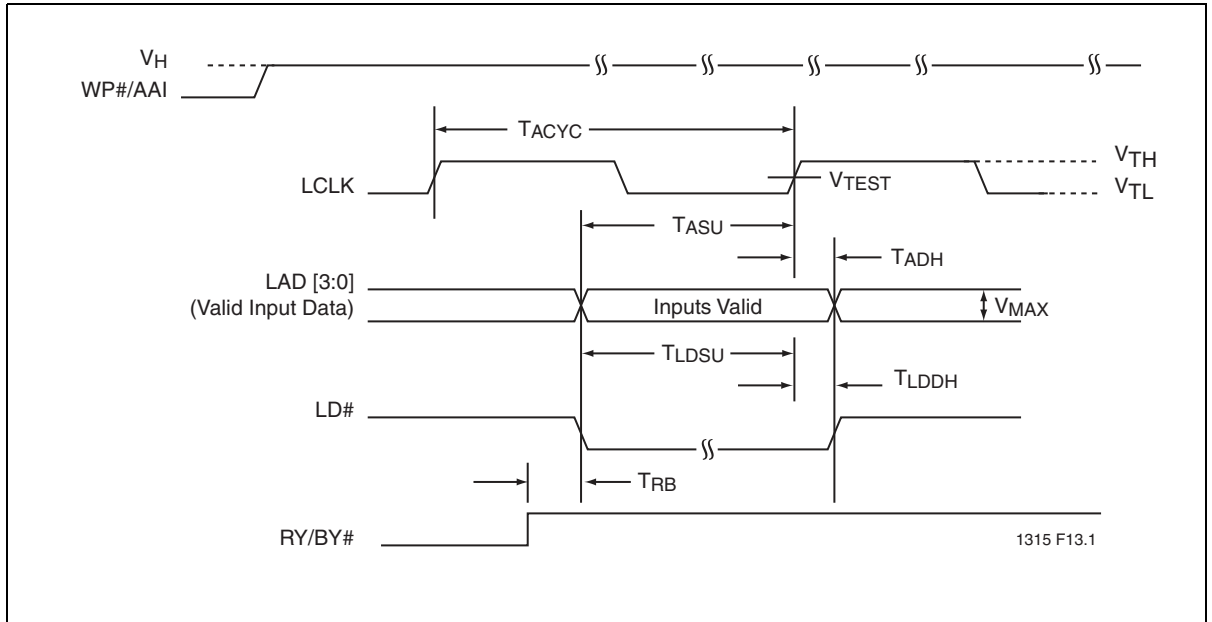 VH
WP#/AAI
TACYC
LCLK
VTEST
VTH
VTL
TASU
TADH
LAD [3:0]
(Valid Input Data)
Inputs Valid
VMAX
TLDSU
TLDDH
LD#
TRB
RY/BY#
1315 F13.1